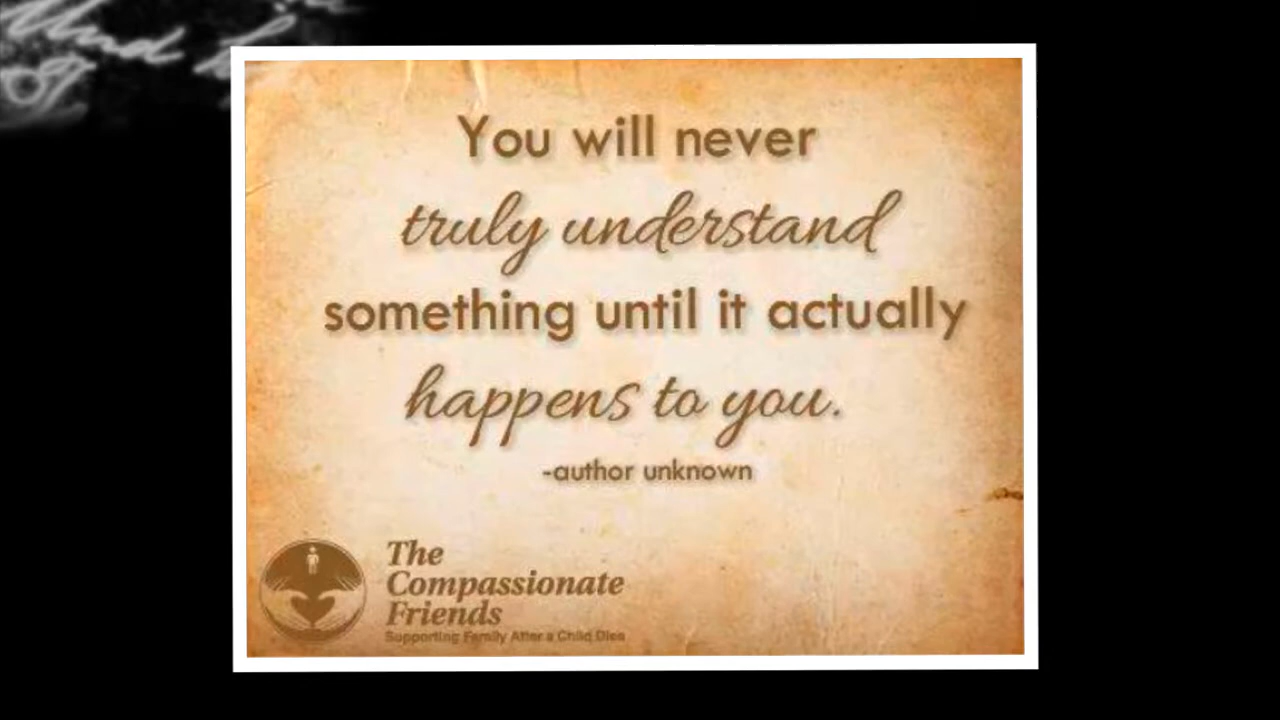 And
You will never
truly understand
something until it actually
happens to you.
-author unknown
The
Compassionate
Friends
Supporting Family After a Child Dies